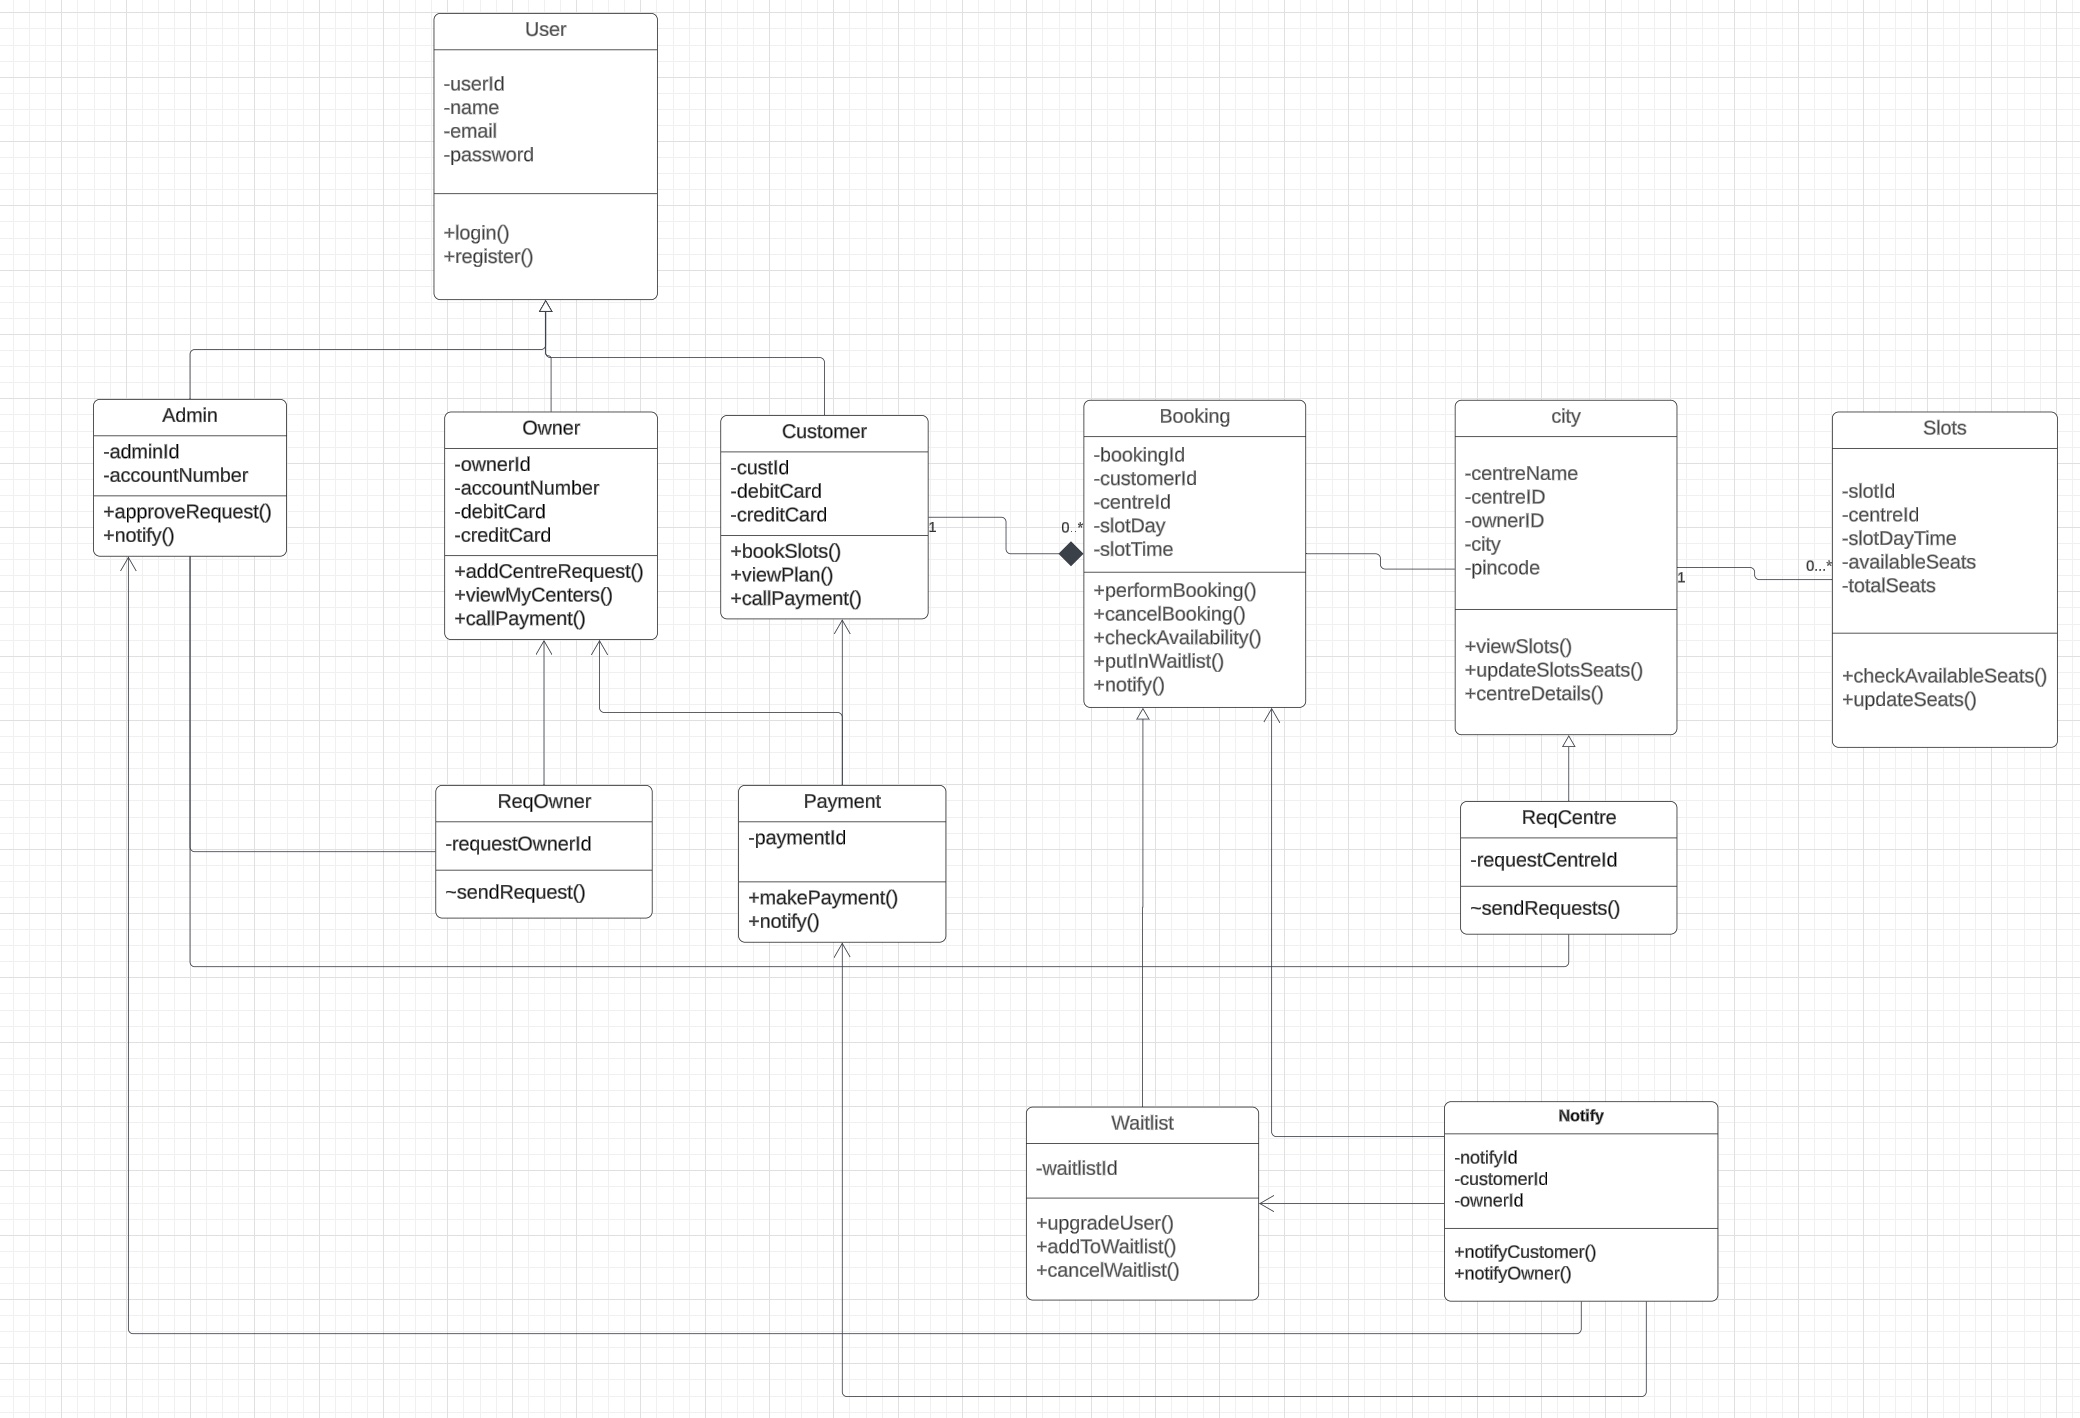 User
-userId
-name
-email
-password
+login()
+register()
Admin
-adminId
-accountNumber
+approveRequest()
+notify()
Owner
-ownerId
-accountNumber
-debitCard
-creditCard
+addCentreRequest()
+viewMyCenters()
+callPayment()
Customer
-custId
-debitCard
-creditCard
+bookSlots()
+viewPlan()
+callPayment()
1
0..*
Booking
-bookingId
-customerId
-centreId
-slotDay
-slotTime
+performBooking()
+cancelBooking()
+checkAvailability()
+putInWaitlist()
+notify()
city
-centreName
-centreID
-ownerID
-city
-pincode
+viewSlots()
+updateSlotsSeats()
+centreDetails()
1
0...*
Slots
-slotId
-centreId
-slotDayTime
-availableSeats
-totalSeats
+checkAvailableSeats()
+updateSeats()
ReqOwner
-requestOwnerId
~sendRequest()
Payment
-paymentId
+makePayment()
+notify()
ReqCentre
-requestCentreId
~sendRequests()
Waitlist
-waitlistId
+upgradeUser()
+addToWaitlist()
+cancelWaitlist()
Notify
-notifyId
-customerId
-ownerId
+notifyCustomer()
+notifyOwner()